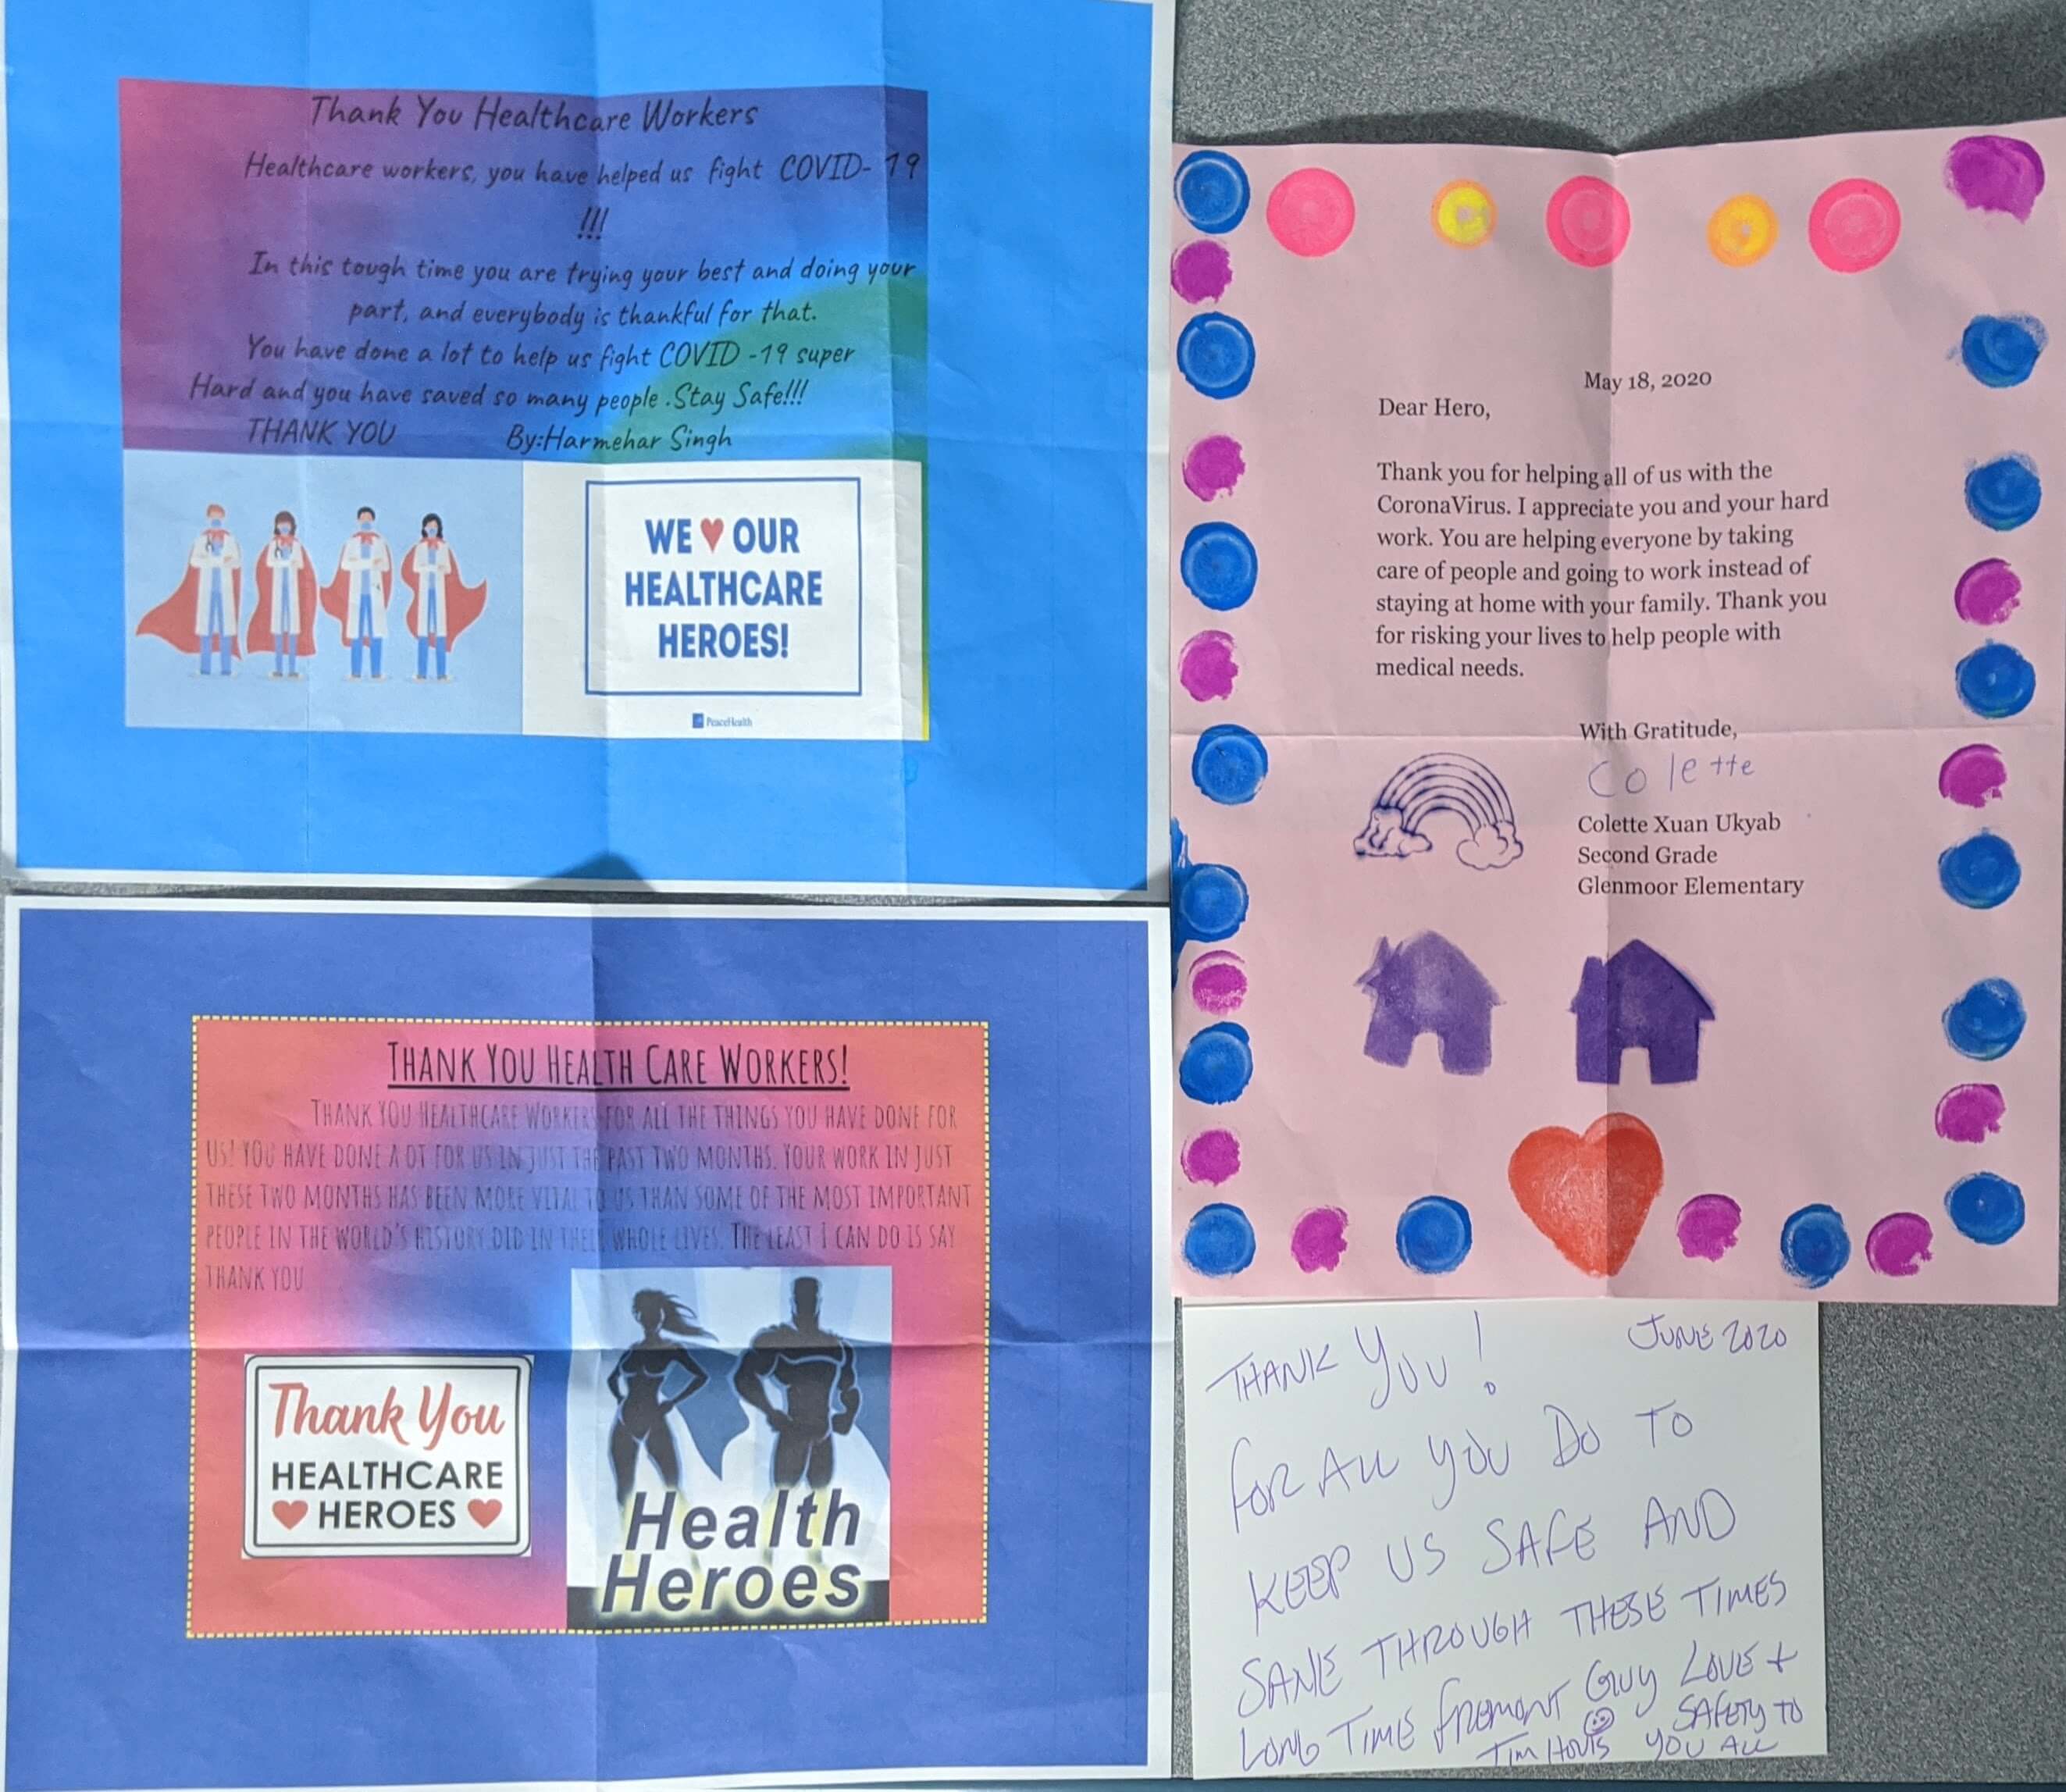 Thank You Healthcare Workers
Healthcare workers, you have helped us fight COVID- 19
!!!
In this tough time you are trying your best and doing your
part, and everybody is thankful for that.
You have done a lot to help us fight COVID -19 super
Hard and you have saved so many people .Stay Safe!!!
THANK YOU By:Harmehar Singh
WE ♥ OUR
HEALTHCARE
HEROES!
PeaceHealth
May 18, 2020
Dear Hero,
Thank you for helping all of us with the
CoronaVirus. I appreciate you and your hard
work. You are helping everyone by taking
care of people and going to work instead of
staying at home with your family. Thank you
for risking your lives to help people with
medical needs.
With Gratitude,
Colette
Colette Xuan Ukyab
Second Grade
Glenmoor Elementary
THANK YOU HEALTH CARE WORKERS!
THANK YOU HEALTHCARE WORKERS FOR ALL THE THINGS YOU HAVE DONE FOR
US! YOU HAVE DONE A OT FOR US IN JUST THE PAST TWO MONTHS. YOUR WORK IN JUST
THESE TWO MONTHS HAS BEEN MORE VITAL TO US THAN SOME OF THE MOST IMPORTANT
PEOPLE IN THE WORLD'S HISTORY DID IN THEIR WHOLE LIVES. THE LEAST I CAN DO IS SAY
THANK YOU
Thank You
HEALTHCARE
♥ HEROES ♥
Health
Heroes
THANK YOU! JUNE 2020
FOR ALL YOU DO TO
KEEP US SAFE AND
SANE THROUGH THESE TIMES
LONG TIME FREMONT GUY LOVE +
TIM SAFETY TO
YOU ALL